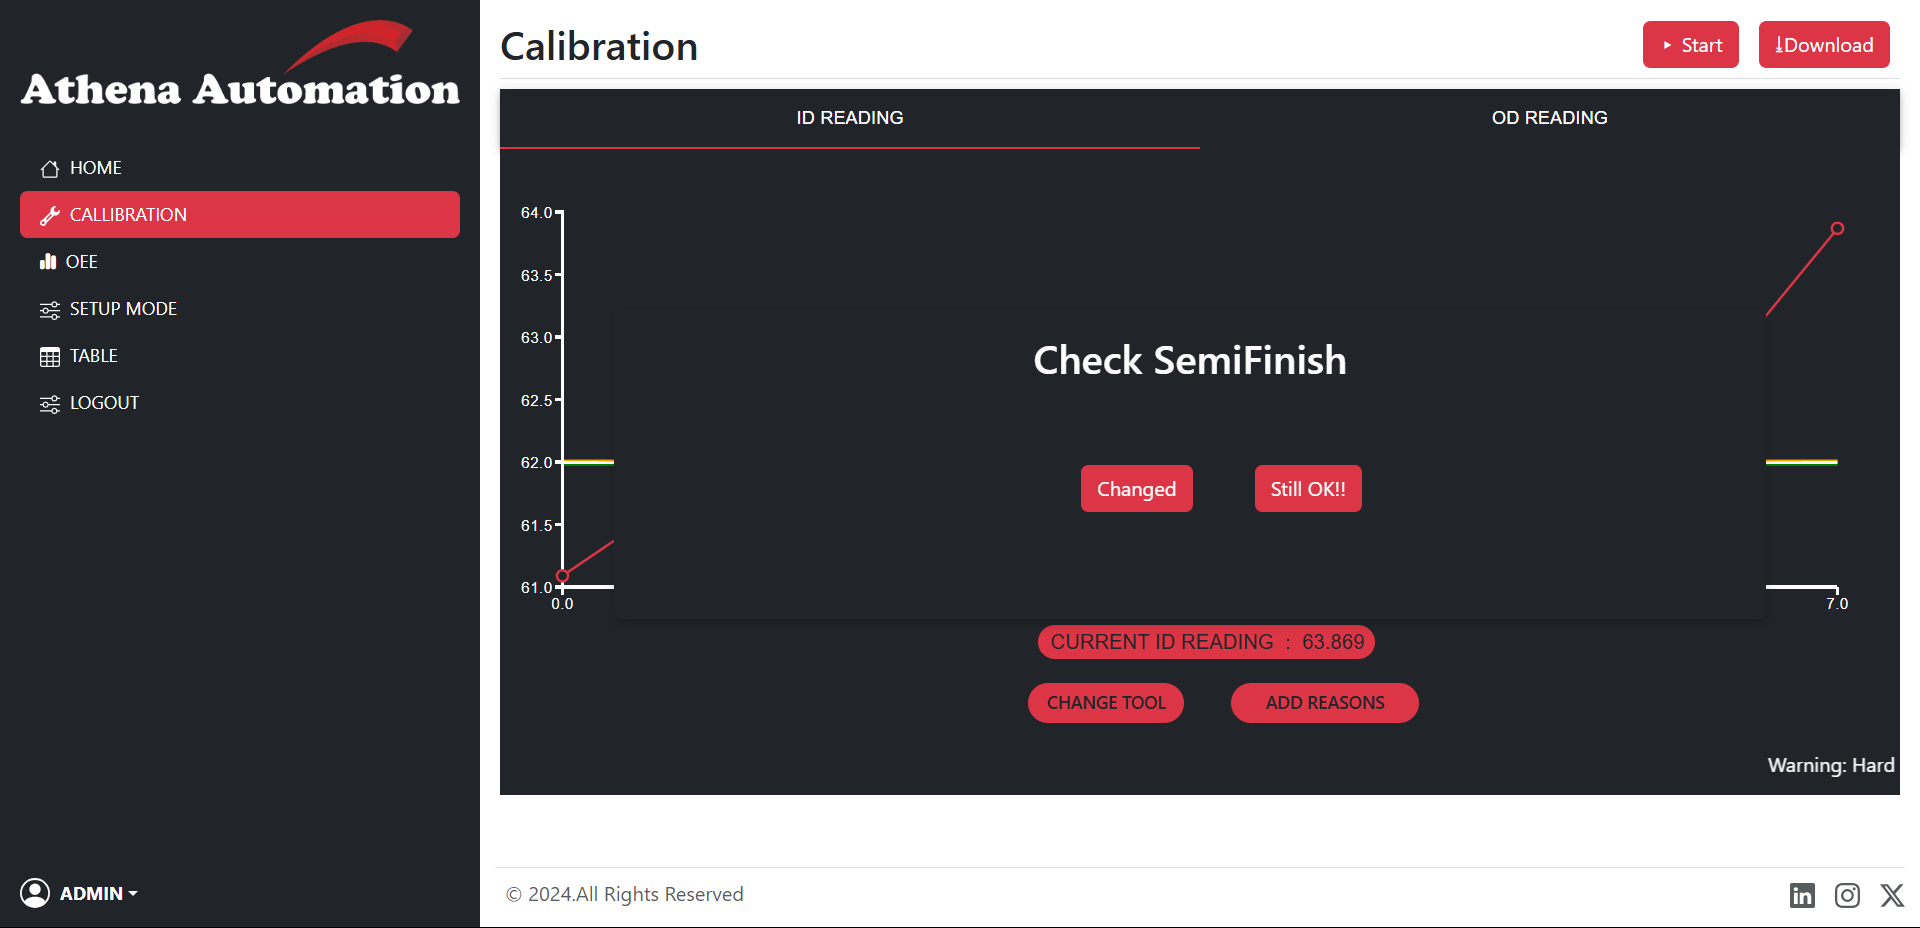 Athena Automation
HOME
CALLIBRATION
OEE
SETUP MODE
TABLE
LOGOUT
ADMIN
Calibration
Start
Download
ID READING
OD READING
64.0
63.5
63.0
62.5
62.0
61.5
61.0
0.0
7.0
Check SemiFinish
Changed
Still OK!!
CURRENT ID READING : 63.869
CHANGE TOOL
ADD REASONS
Warning: Hard
© 2024.All Rights Reserved